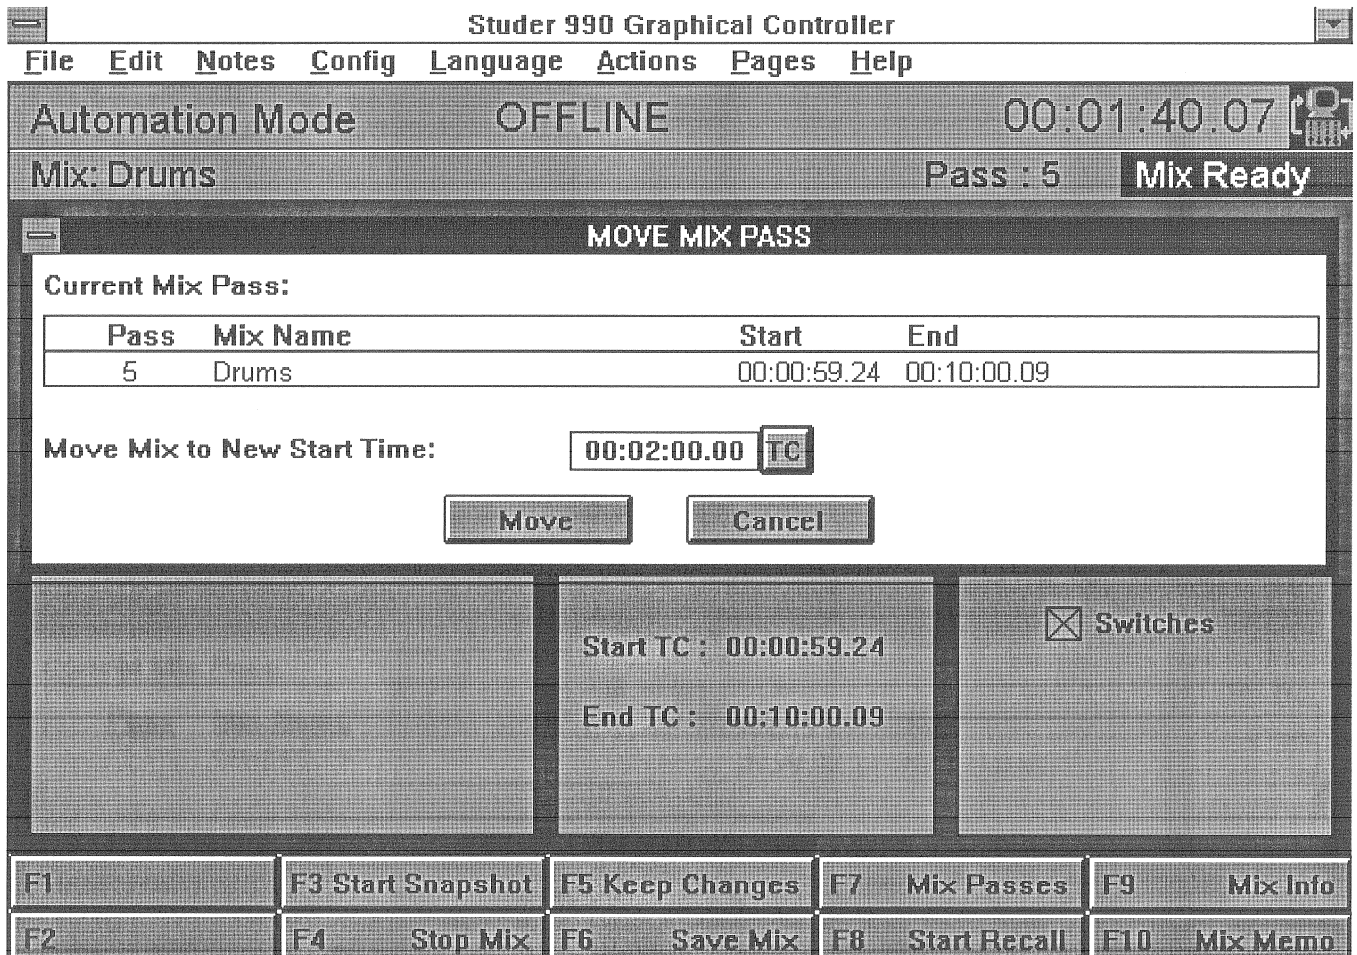 Studer 990 Graphical Controller
File Edit Notes Config Language Actions Pages Help
Automation Mode OFFLINE 00:01:40.07
Mix: Drums Pass : 5 Mix Ready
MOVE MIX PASS
Current Mix Pass:
Pass Mix Name Start End
5 Drums 00:00:59.24 00:10:00.09
Move Mix to New Start Time: 00:02:00.00 TC
Move Cancel
Switches
Start TC : 00:00:59.24
End TC : 00:10:00.09
F1 F3 Start Snapshot F5 Keep Changes F7 Mix Passes F9 Mix Info
F2 F4 Stop Mix F6 Save Mix F8 Start Recall F10 Mix Memo